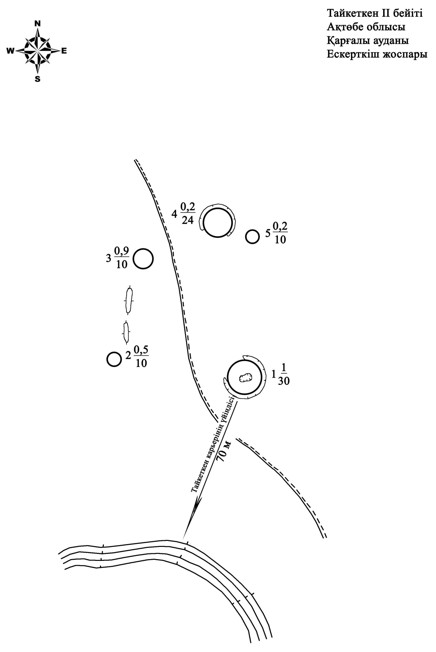 Тайкеткен II бейіті
Ақтөбе облысы
Қарғалы ауданы
Ескерткіш жоспары
N
W E
S
4 0,2/24
5 0,2/10
3 0,9/10
2 0,5/10
1 1/30
Тайкеткен карьерінің үйіндісі
70 м